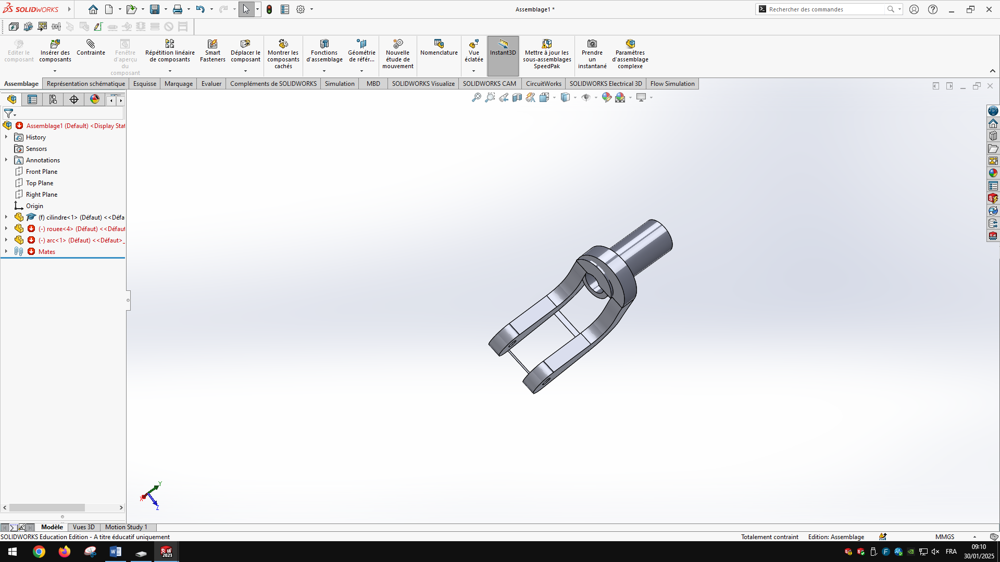 SOLIDWORKS
Assemblage1 *
Rechercher des commandes
Editer le composant
Insérer des composants
Contrainte
Fenêtre d'aperçu du composant
Répétition linéaire de composants
Smart Fasteners
Déplacer le composant
Montrer les composants cachés
Fonctions d'assemblage
Géométrie de référ...
Nouvelle étude de mouvement
Nomenclature
Vue éclatée
Instant3D
Mettre à jour les sous-assemblages SpeedPak
Prendre un instantané
Paramètres d'assemblage complexe
Assemblage
Représentation schématique
Esquisse
Marquage
Evaluer
Compléments de SOLIDWORKS
Simulation
MBD
SOLIDWORKS Visualize
SOLIDWORKS CAM
CircuitWorks
SOLIDWORKS Electrical 3D
Flow Simulation
Assemblage1 (Default) <Display Stat
History
Sensors
Annotations
Front Plane
Top Plane
Right Plane
Origin
(f) cilindre<1> (Défaut) <<Défa
(-) rouee<4> (Défaut) <<Défaut
(-) arc<1> (Défaut) <<Défaut>_
Mates
Y
X
Z
Modèle
Vues 3D
Motion Study 1
SOLIDWORKS Education Edition - A titre éducatif uniquement
Totalement contraint
Edition: Assemblage
MMGS
SW 2023
FRA
09:10
30/01/2025